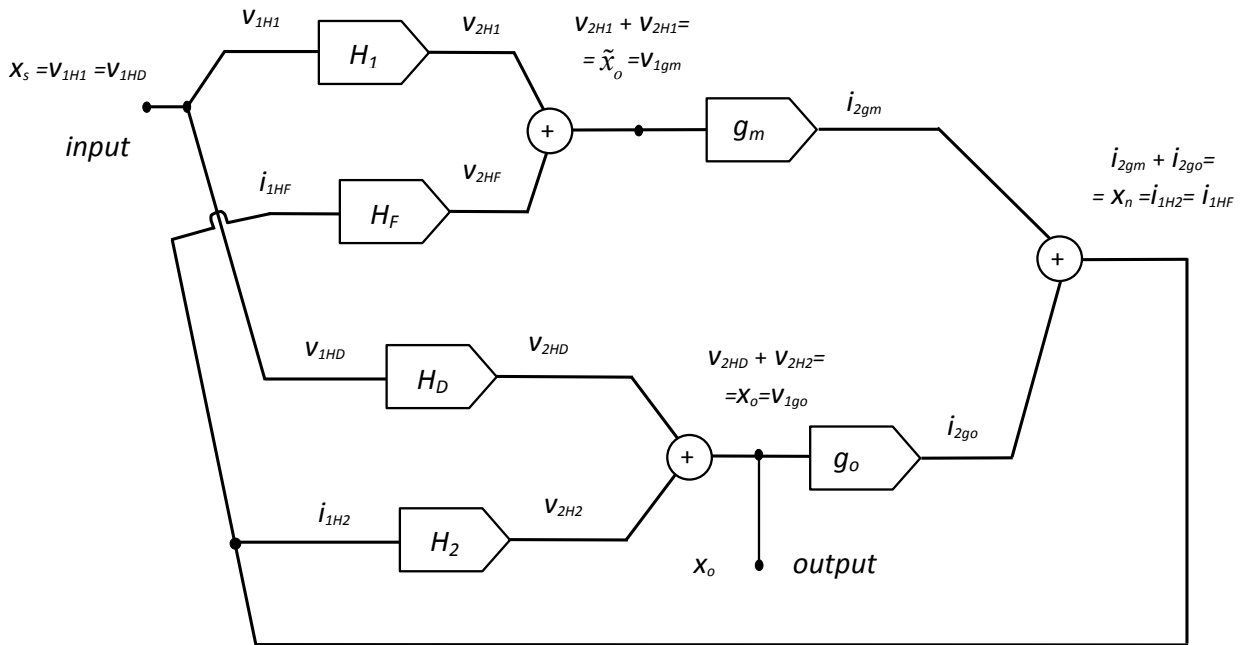 v1H1
H1
v2H1
v2H1 + v2H1=
= x̃o =v1gm
xs =v1H1 =v1HD
input
+
gm
i2gm
i1HF
HF
v2HF
i2gm + i2go=
= xn =i1H2= i1HF
+
v1HD
HD
v2HD
v2HD + v2H2=
=xo=v1go
+
go
i2go
i1H2
H2
v2H2
xo
output